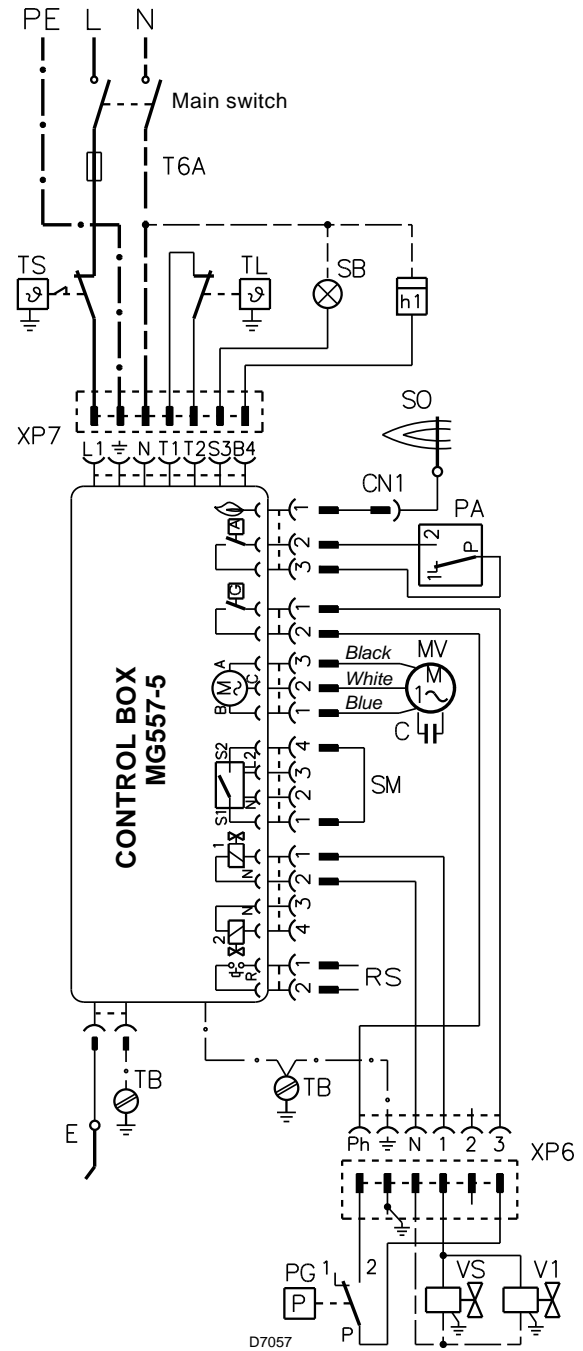 PE L N
Main switch
T6A
TS TL SB
ϑ ϑ h1
XP7
L1 N T1 T2 S3 B4
SO
CN1
PA
1
A 2 2 P
3 1
G 1
2
MV
A 3 Black M
M C 2 White 1
B 1 Blue
C
S2 4
L2 3 SM
N 2
S1 1
CONTROL BOX
MG557-5
1 1
N 2
N 3
2 4
1 RS
R 2
TB TB
E
Ph N 1 2 3 XP6
PG 1 2 VS V1
P P
D7057